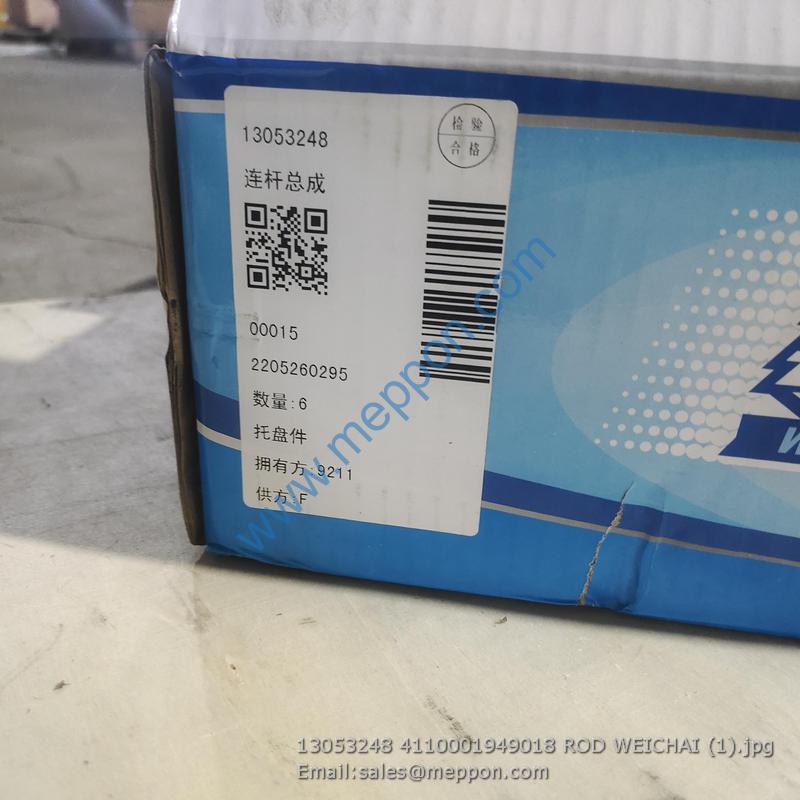 13053248
检验
合格
连杆总成
00015
2205260295
数量:6
托盘件
拥有方:9211
供方:F
www.meppon.com
W
13053248 4110001949018 ROD WEICHAI (1).jpg
Email:sales@meppon.com